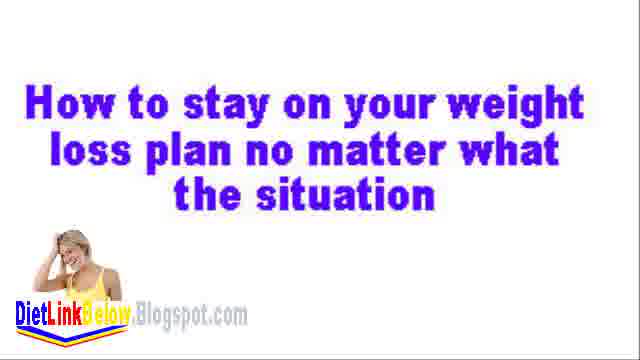 How to stay on your weight
loss plan no matter what
the situation
DietLinkBelow.Blogspot.com